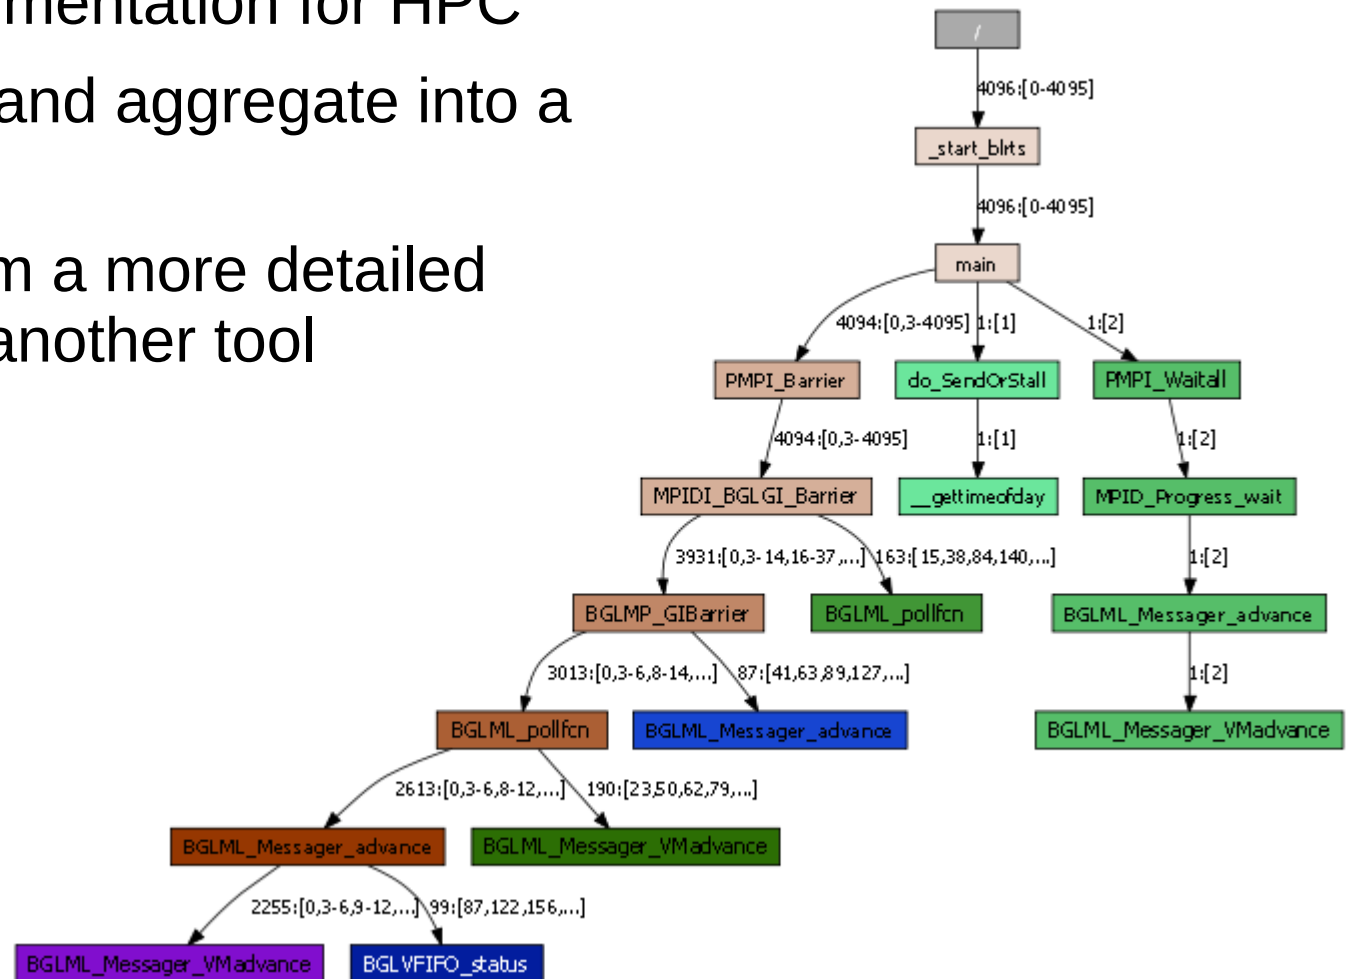 mentation for HPC
and aggregate into a
m a more detailed
another tool
/
4096:[0-4095]
_start_blrts
4096:[0-4095]
main
4094:[0,3-4095] 1:[1] 1:[2]
PMPI_Barrier do_SendOrStall PMPI_Waitall
4094:[0,3-4095] 1:[1] 1:[2]
MPIDI_BGLGI_Barrier __gettimeofday MPID_Progress_wait
3931:[0,3-14,16-37,...] 163:[15,38,84,140,...] 1:[2]
BGLMP_GIBarrier BGLML_pollfcn BGLML_Messager_advance
3013:[0,3-6,8-14,...] 87:[41,63,89,127,...] 1:[2]
BGLML_pollfcn BGLML_Messager_advance BGLML_Messager_VMadvance
2613:[0,3-6,8-12,...] 190:[23,50,62,79,...]
BGLML_Messager_advance BGLML_Messager_VMadvance
2255:[0,3-6,9-12,...] 99:[87,122,156,...]
BGLML_Messager_VMadvance BGLVFIFO_status